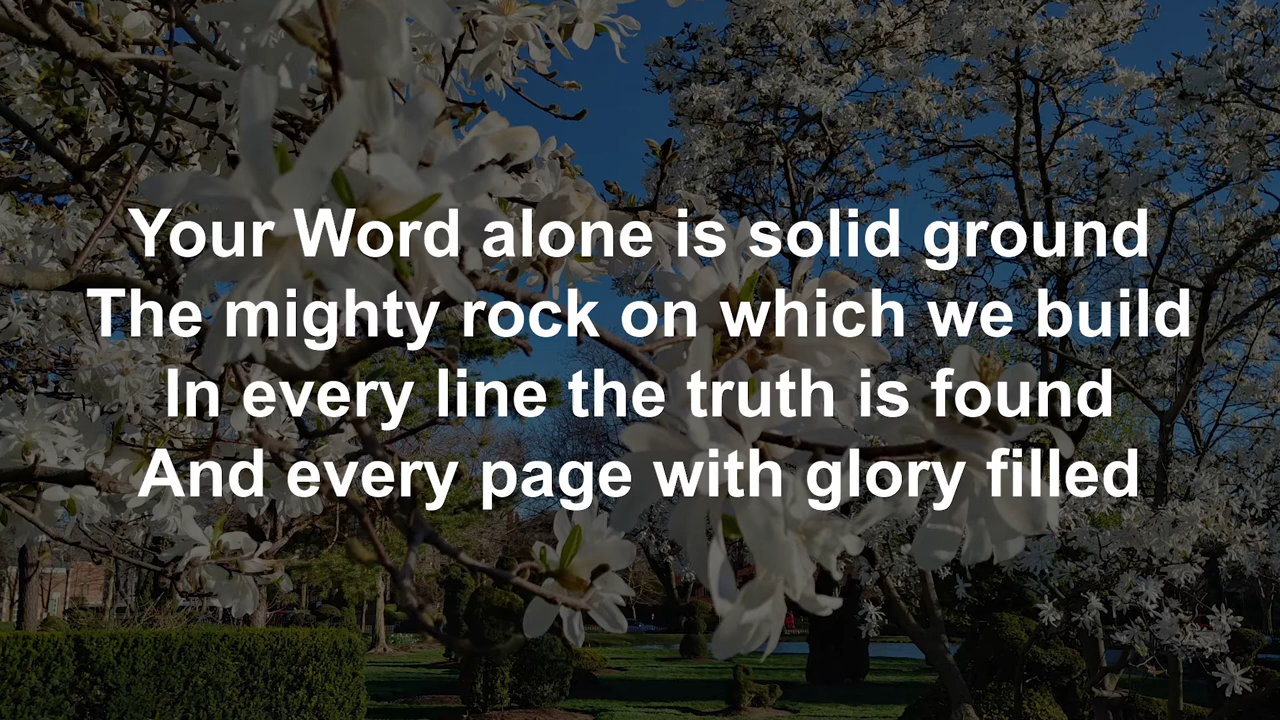 Your Word alone is solid ground
The mighty rock on which we build
In every line the truth is found
And every page with glory filled